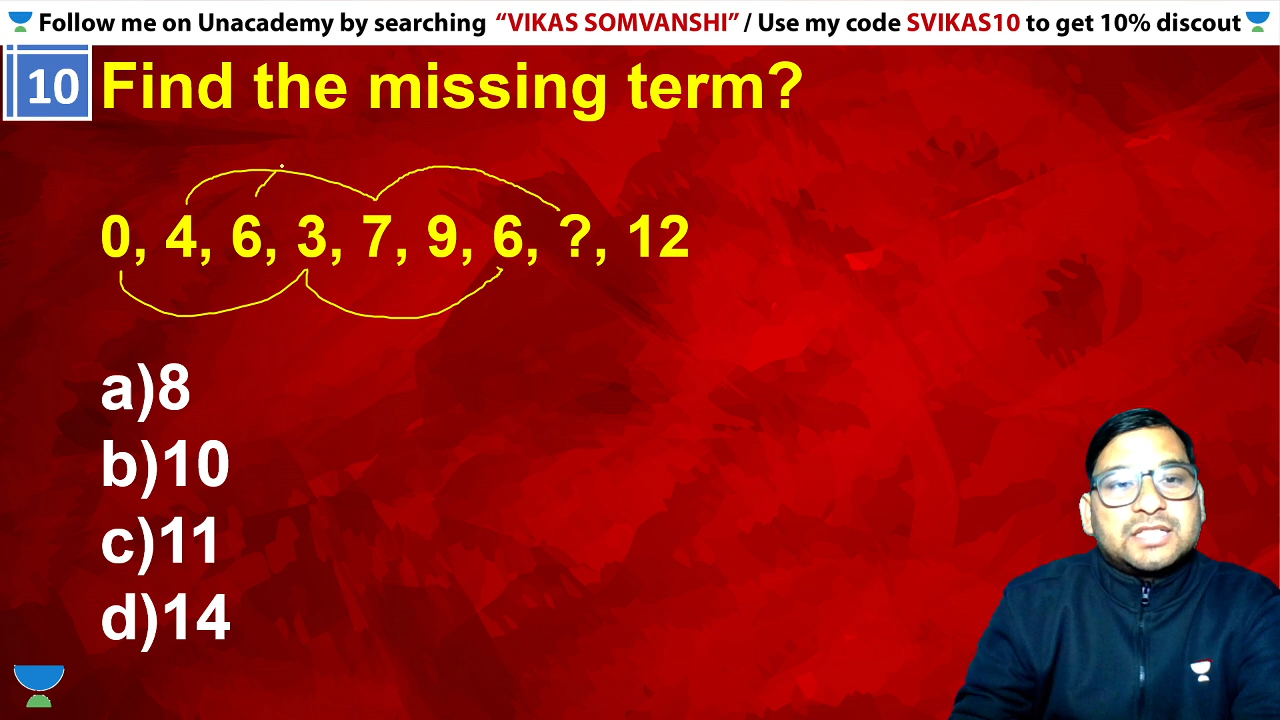 Follow me on Unacademy by searching “VIKAS SOMVANSHI” / Use my code SVIKAS10 to get 10% discout
10 Find the missing term?
0, 4, 6, 3, 7, 9, 6, ?, 12
a)8
b)10
c)11
d)14